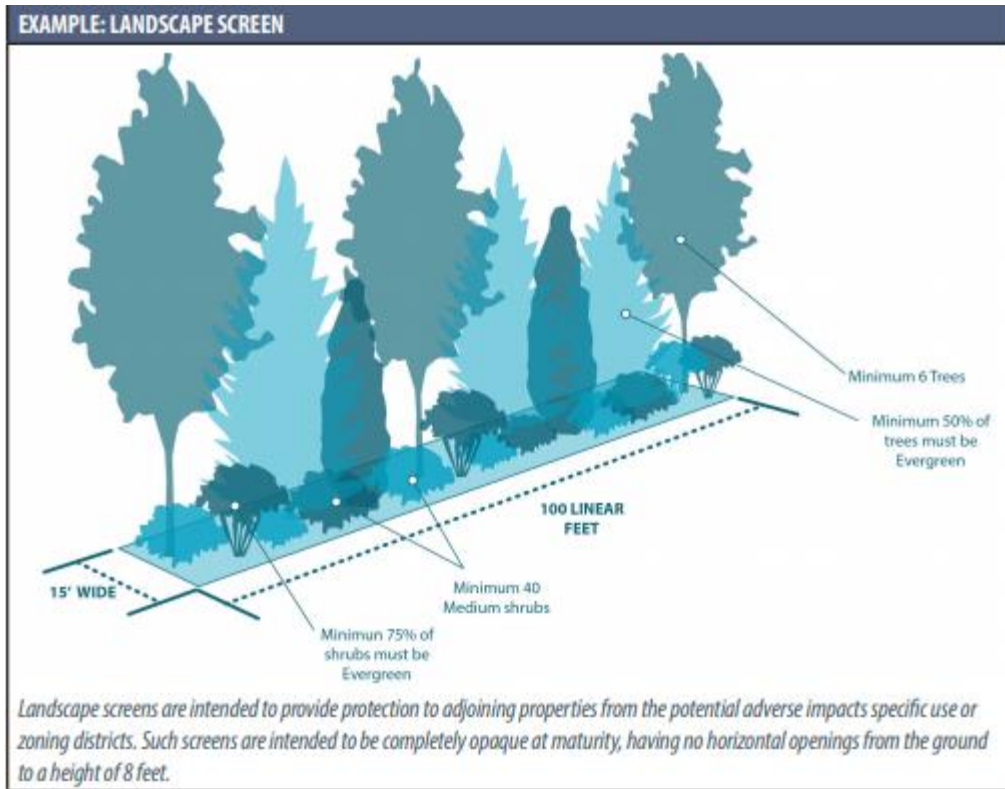 EXAMPLE: LANDSCAPE SCREEN
Minimum 6 Trees
Minimum 50% of
trees must be
Evergreen
100 LINEAR
FEET
15' WIDE
Minimum 40
Medium shrubs
Minimun 75% of
shrubs must be
Evergreen
Landscape screens are intended to provide protection to adjoining properties from the potential adverse impacts specific use or
zoning districts. Such screens are intended to be completely opaque at maturity, having no horizontal openings from the ground
to a height of 8 feet.